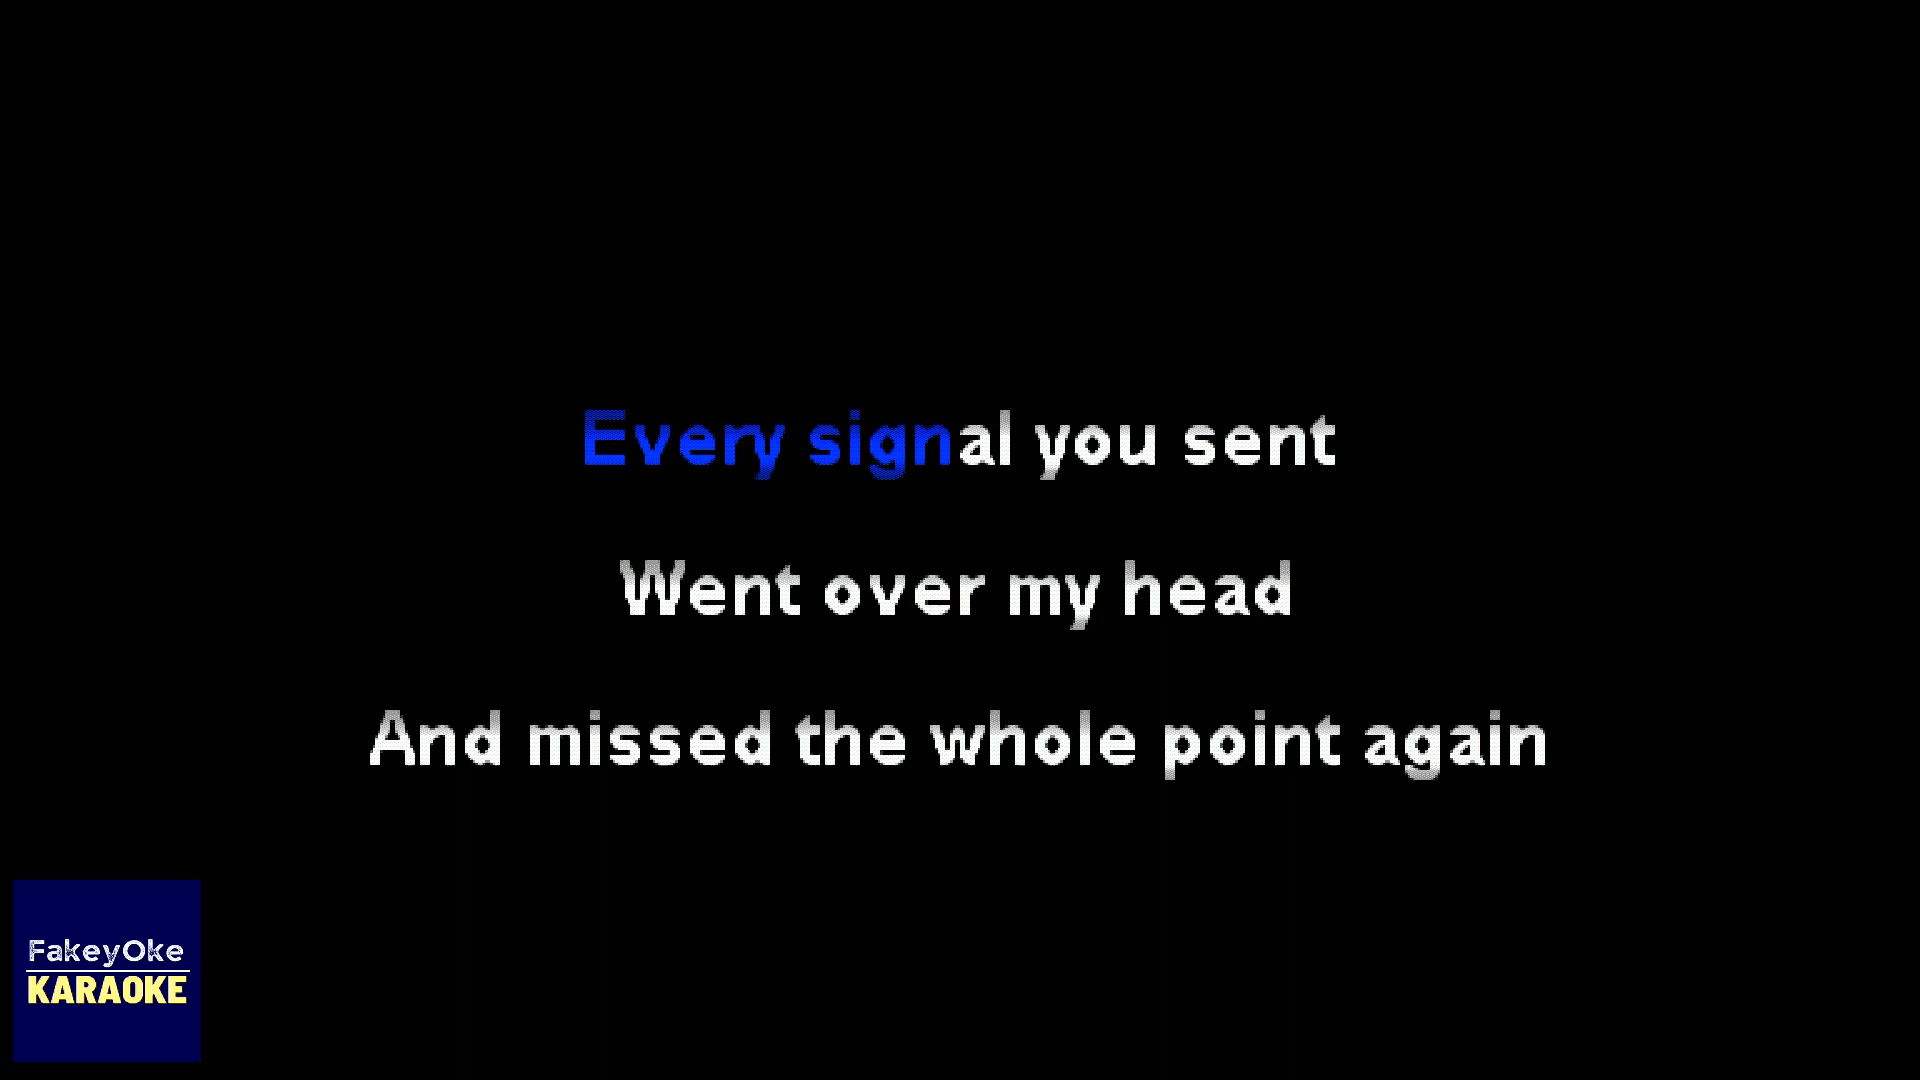 Every signal you sent
Went over my head
And missed the whole point again
FakeyOke
KARAOKE